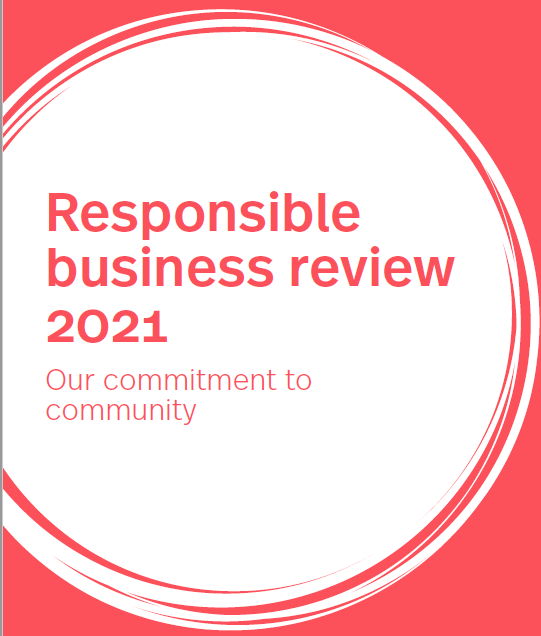 Responsible
business review
2021
Our commitment to
community